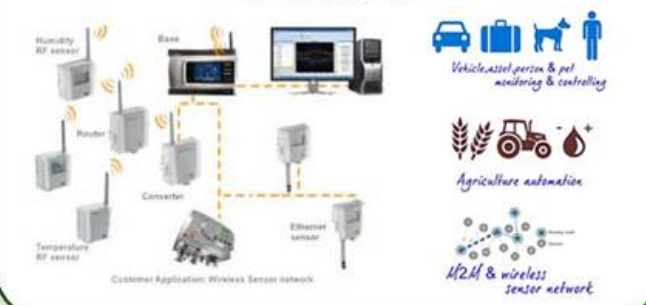 Humidity
RF sensor
Base
Router
Converter
Temperature
RF sensor
Ethernet
sensor
Customer Application: Wireless Sensor network
Vehicle,asset,person & pet
monitoring & controlling
Agriculture automation
M2M & wireless
sensor network